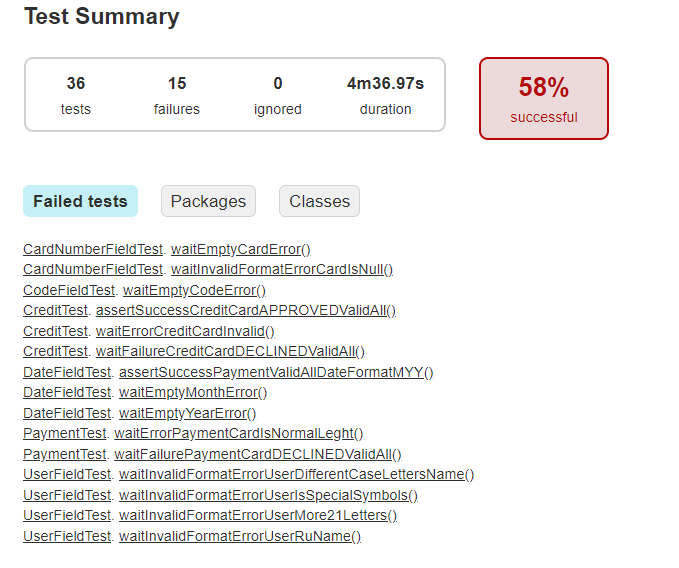 Test Summary
36 15 0 4m36.97s
tests failures ignored duration
58%
successful
Failed tests Packages Classes
CardNumberFieldTest. waitEmptyCardError()
CardNumberFieldTest. waitInvalidFormatErrorCardIsNull()
CodeFieldTest. waitEmptyCodeError()
CreditTest. assertSuccessCreditCardAPPROVEDValidAll()
CreditTest. waitErrorCreditCardInvalid()
CreditTest. waitFailureCreditCardDECLINEDValidAll()
DateFieldTest. assertSuccessPaymentValidAllDateFormatMYY()
DateFieldTest. waitEmptyMonthError()
DateFieldTest. waitEmptyYearError()
PaymentTest. waitErrorPaymentCardIsNormalLeght()
PaymentTest. waitFailurePaymentCardDECLINEDValidAll()
UserFieldTest. waitInvalidFormatErrorUserDifferentCaseLettersName()
UserFieldTest. waitInvalidFormatErrorUserIsSpecialSymbols()
UserFieldTest. waitInvalidFormatErrorUserMore21Letters()
UserFieldTest. waitInvalidFormatErrorUserRuName()